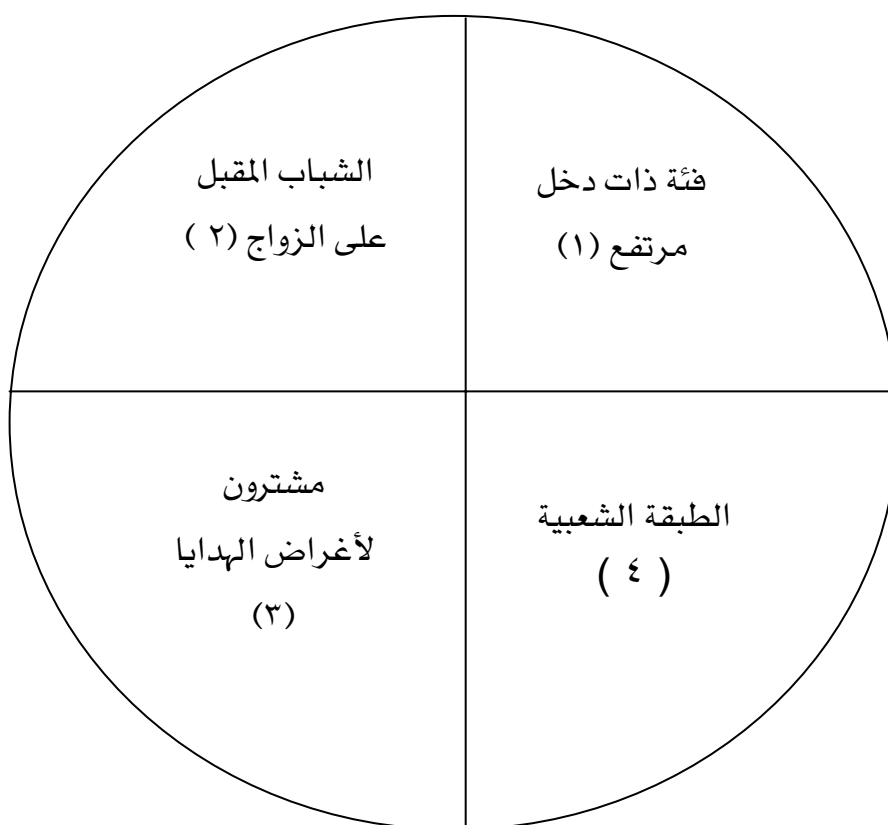 فئة ذات دخل
مرتفع (١)
الشباب المقبل
على الزواج (٢ )
مشترون
لأغراض الهدايا
(٣)
الطبقة الشعبية
( ٤ )